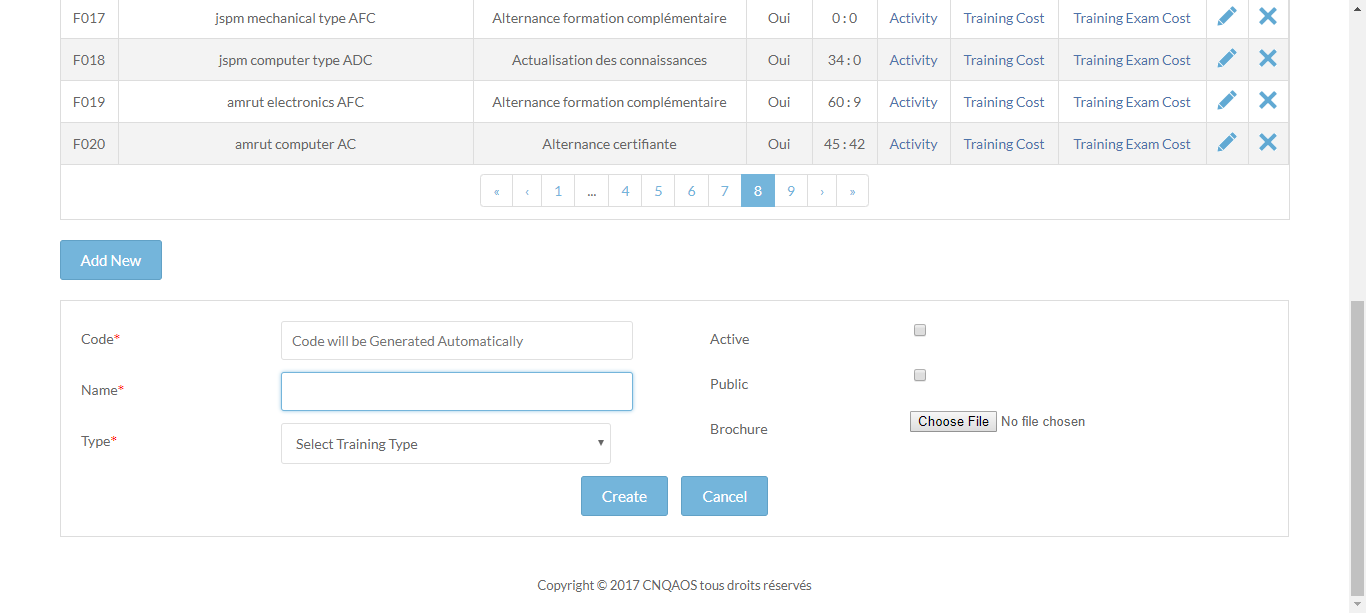 F017 jspm mechanical type AFC Alternance formation complémentaire Oui 0:0 Activity Training Cost Training Exam Cost
F018 jspm computer type ADC Actualisation des connaissances Oui 34:0 Activity Training Cost Training Exam Cost
F019 amrut electronics AFC Alternance formation complémentaire Oui 60:9 Activity Training Cost Training Exam Cost
F020 amrut computer AC Alternance certifiante Oui 45:42 Activity Training Cost Training Exam Cost
« ‹ 1 ... 4 5 6 7 8 9 › »
Add New
Code* Code will be Generated Automatically Active
Name* Public
Type* Select Training Type Brochure Choose File No file chosen
Create Cancel
Copyright © 2017 CNQAOS tous droits réservés